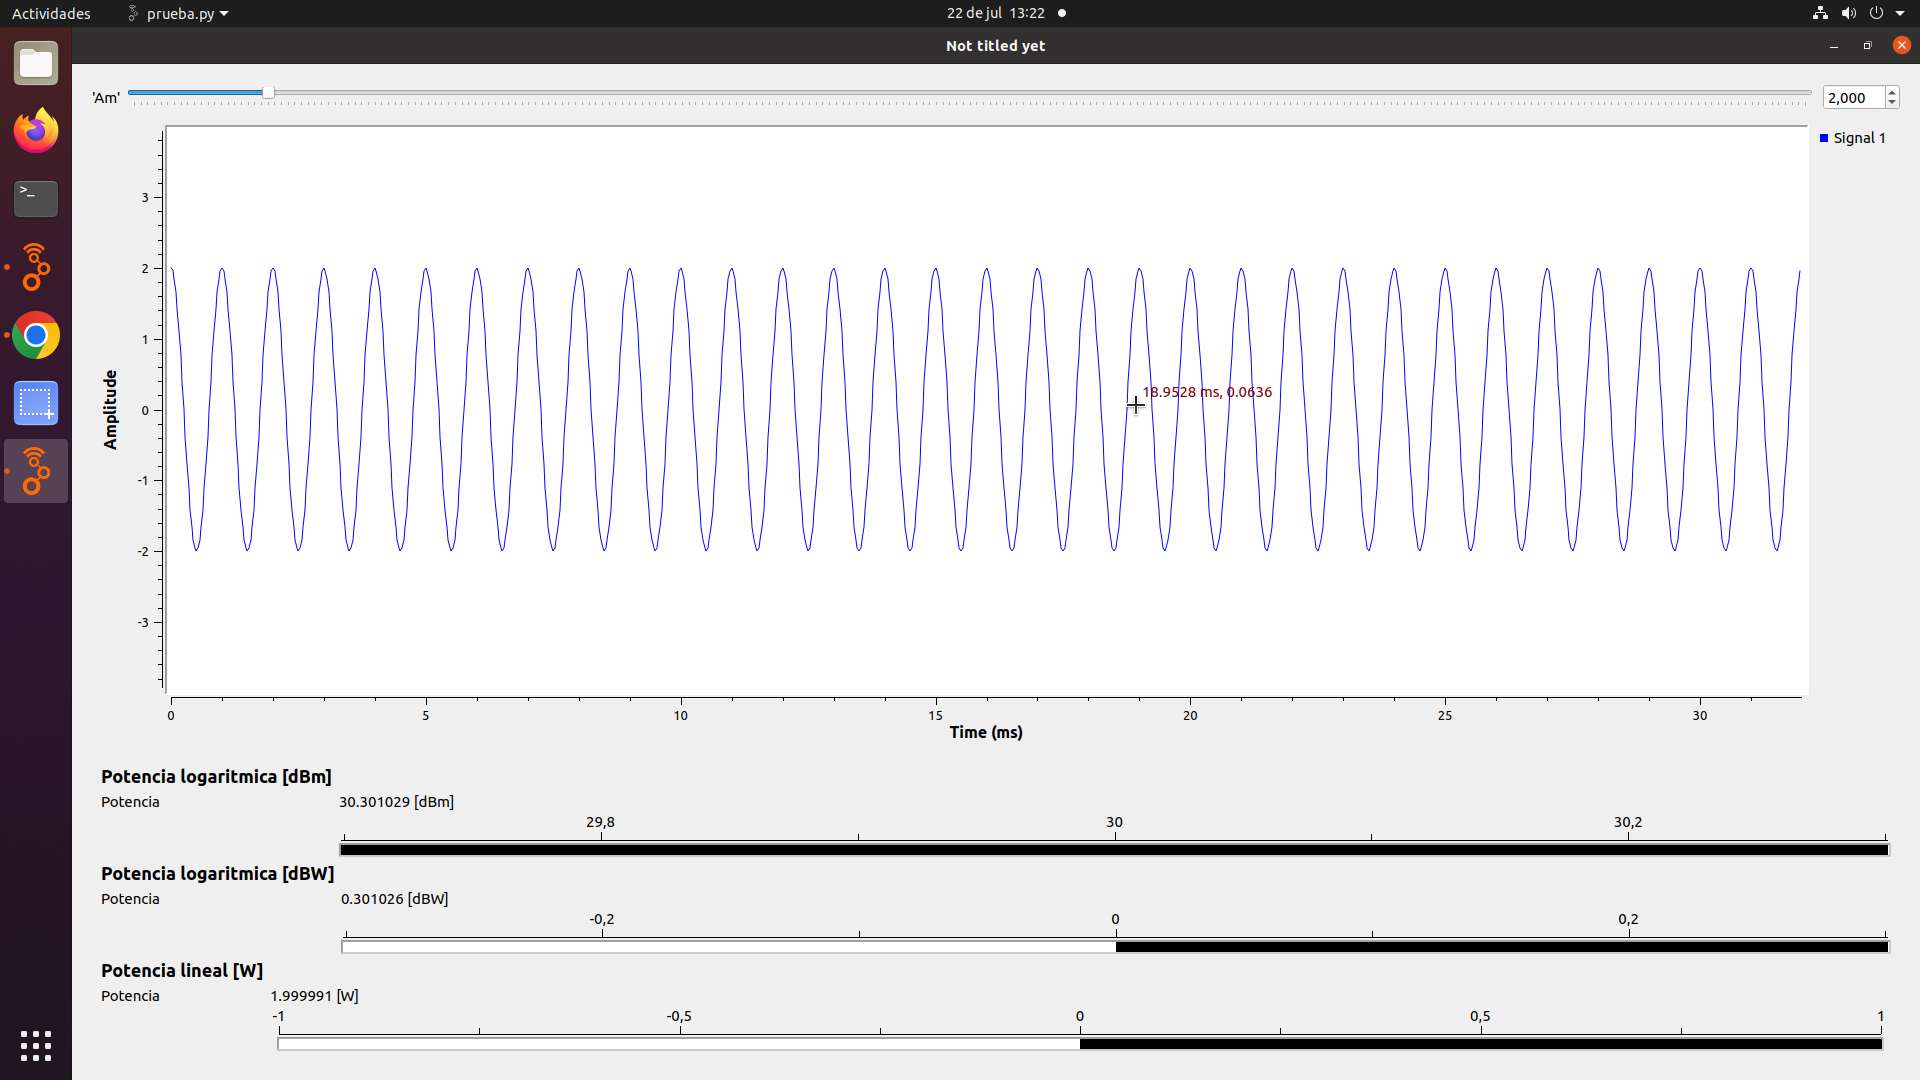 Actividades
prueba.py
22 de jul 13:22
Not titled yet
'Am'
2,000
Signal 1
3
2
1
0
-1
-2
-3
Amplitude
18.9528 ms, 0.0636
0 5 10 15 20 25 30
Time (ms)
Potencia logaritmica [dBm]
Potencia 30.301029 [dBm]
29,8 30 30,2
Potencia logaritmica [dBW]
Potencia 0.301026 [dBW]
-0,2 0 0,2
Potencia lineal [W]
Potencia 1.999991 [W]
-1 -0,5 0 0,5 1